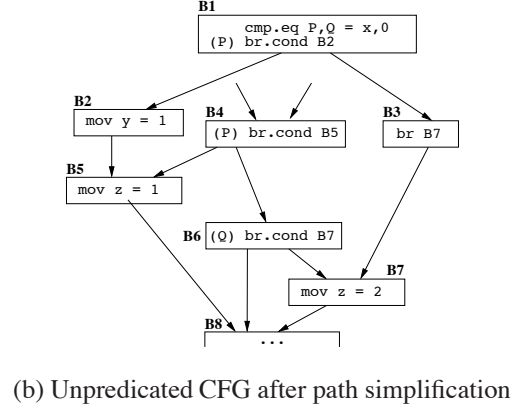 B1
cmp.eq P,Q = x,0
(P) br.cond B2
B2
mov y = 1
B4
(P) br.cond B5
B3
br B7
B5
mov z = 1
B6
(Q) br.cond B7
B7
mov z = 2
B8
...
(b) Unpredicated CFG after path simplification